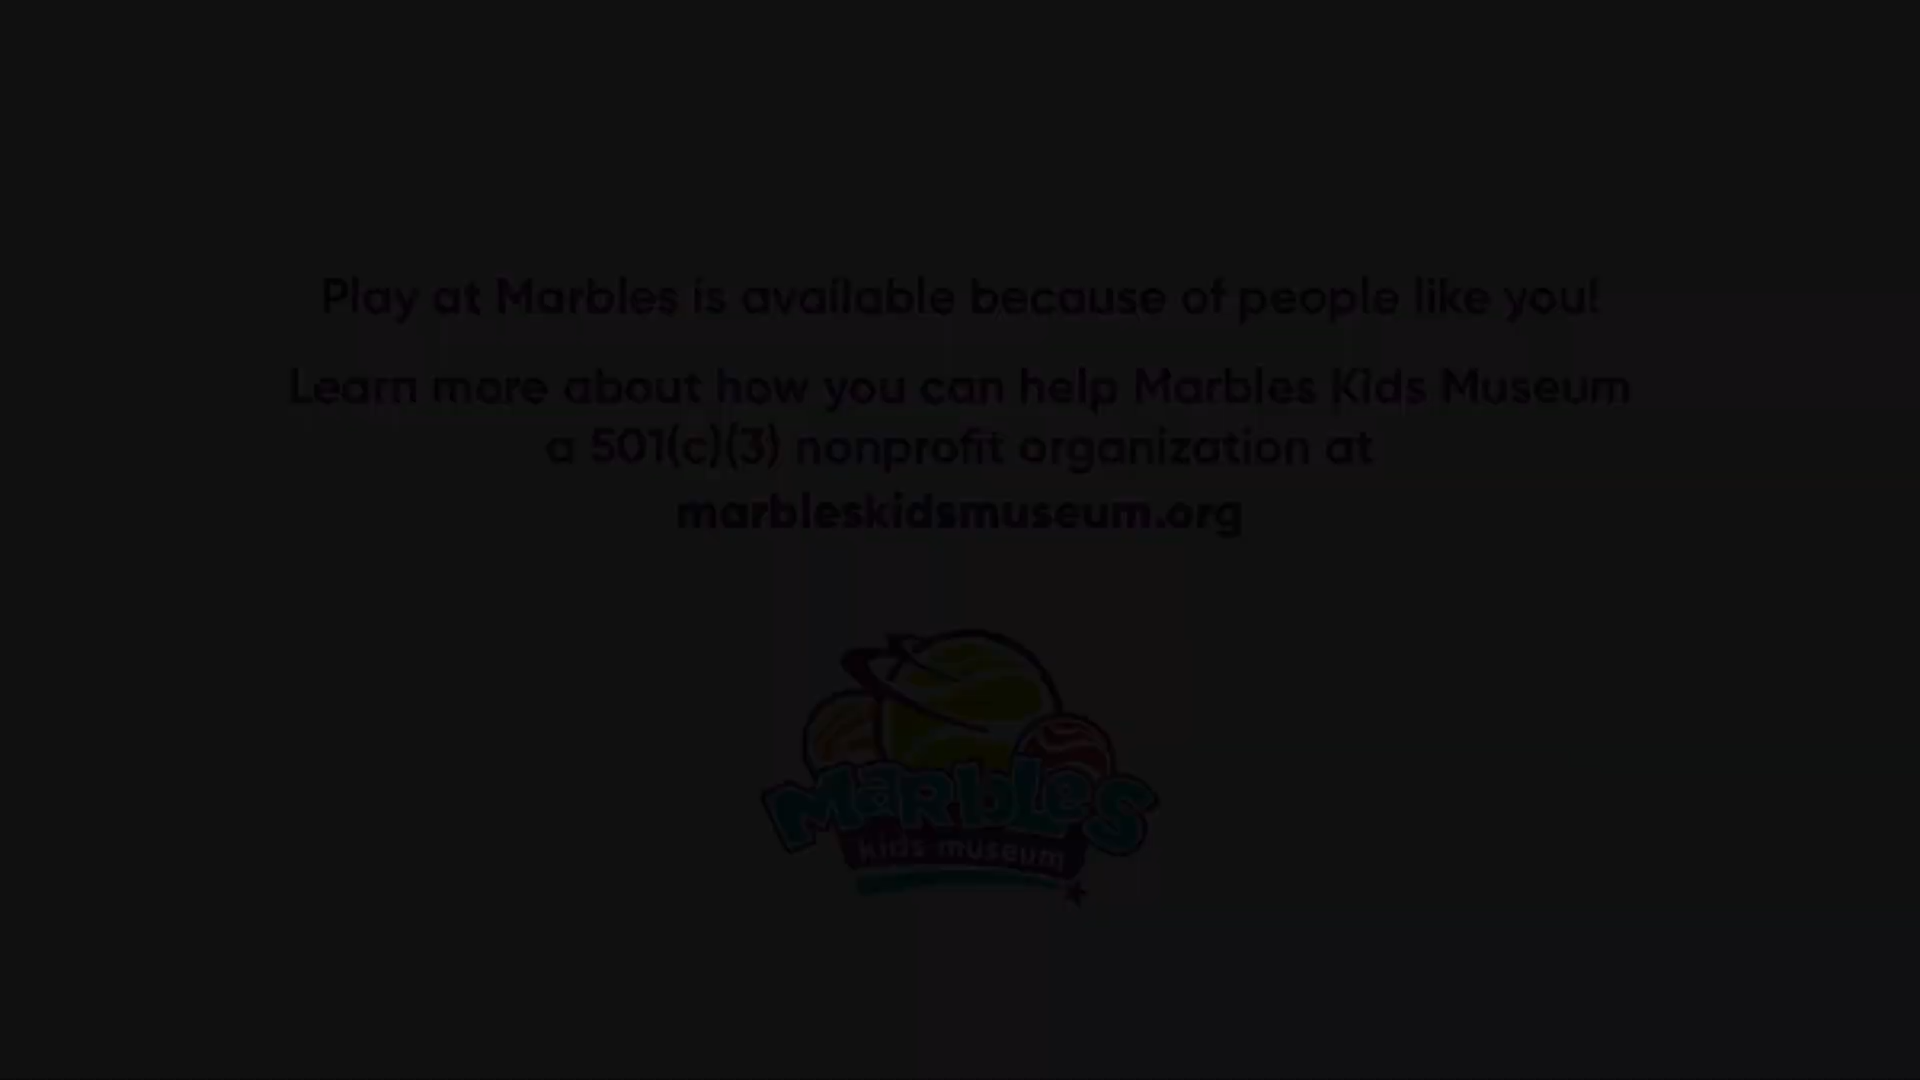 Play at Marbles is available because of people like you!
Learn more about how you can help Marbles Kids Museum
a 501(c)(3) nonprofit organization at
marbleskidsmuseum.org
Marbles
kids museum